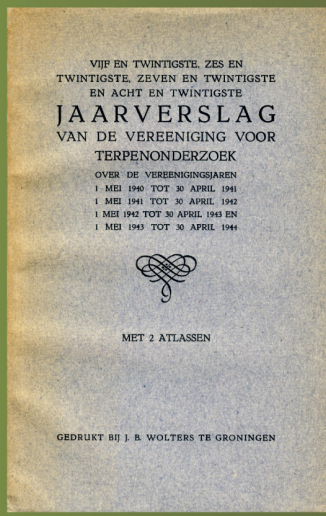 VIJF EN TWINTIGSTE, ZES EN
TWINTIGSTE, ZEVEN EN TWINTIGSTE
EN ACHT EN TWINTIGSTE
JAARVERSLAG
VAN DE VEREENIGING VOOR
TERPENONDERZOEK
OVER DE VEREENIGINGSJAREN
1 MEI 1940 TOT 30 APRIL 1941
1 MEI 1941 TOT 30 APRIL 1942
1 MEI 1942 TOT 30 APRIL 1943 EN
1 MEI 1943 TOT 30 APRIL 1944
MET 2 ATLASSEN
GEDRUKT BIJ J. B. WOLTERS TE GRONINGEN